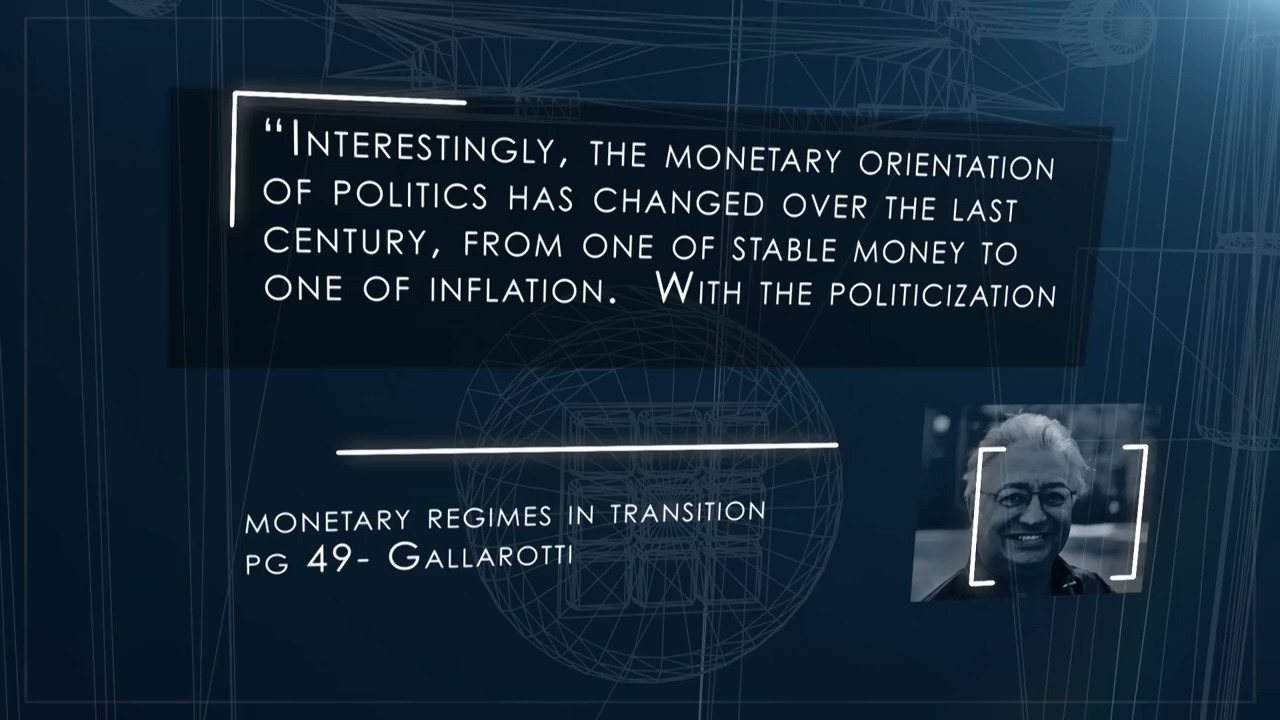 “Interestingly, the monetary orientation
of politics has changed over the last
century, from one of stable money to
one of inflation. With the politicization
monetary regimes in transition
pg 49- Gallarotti